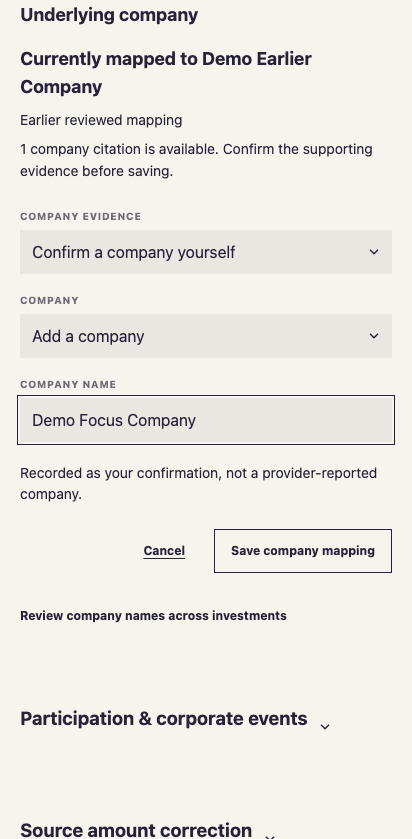 Underlying company
Currently mapped to Demo Earlier
Company
Earlier reviewed mapping
1 company citation is available. Confirm the supporting
evidence before saving.
COMPANY EVIDENCE
Confirm a company yourself
COMPANY
Add a company
COMPANY NAME
Demo Focus Company
Recorded as your confirmation, not a provider-reported
company.
Cancel
Save company mapping
Review company names across investments
Participation & corporate events
Source amount correction